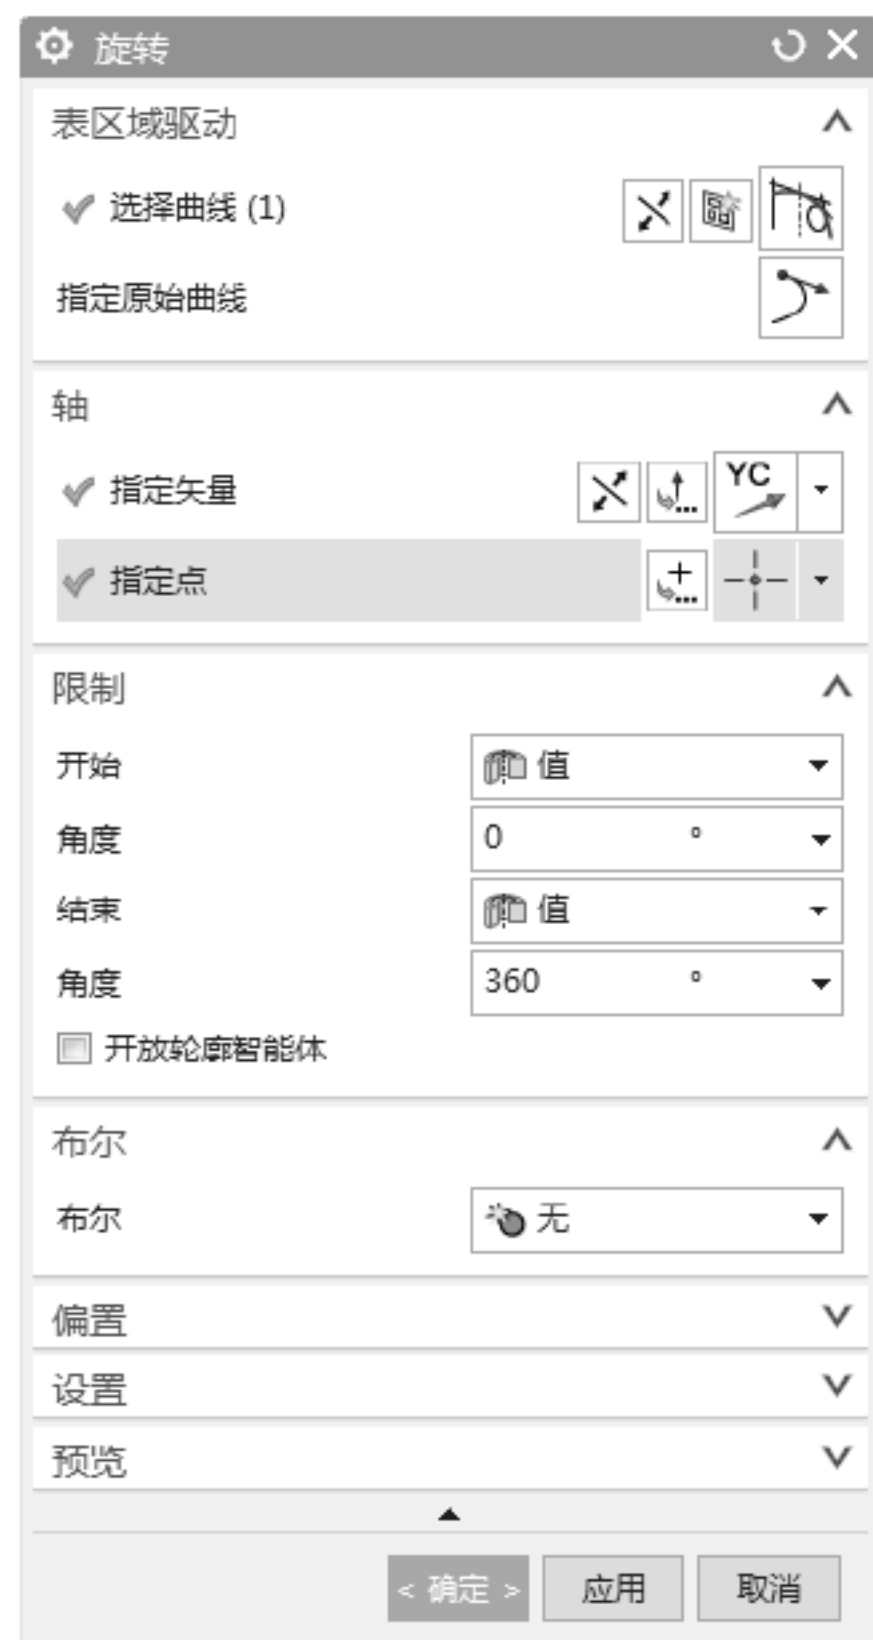 旋转
表区域驱动
选择曲线 (1)
指定原始曲线
轴
指定矢量 YC
指定点
限制
开始 值
角度 0 °
结束 值
角度 360 °
开放轮廓智能体
布尔
布尔 无
偏置
设置
预览
< 确定 > 应用 取消